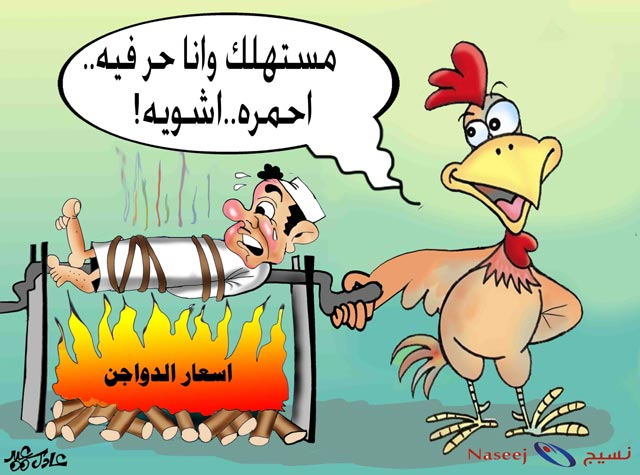 مستهلك وانا حر فيه..
احمره..اشويه!
اسعار الدواجن
Naseej نسيج